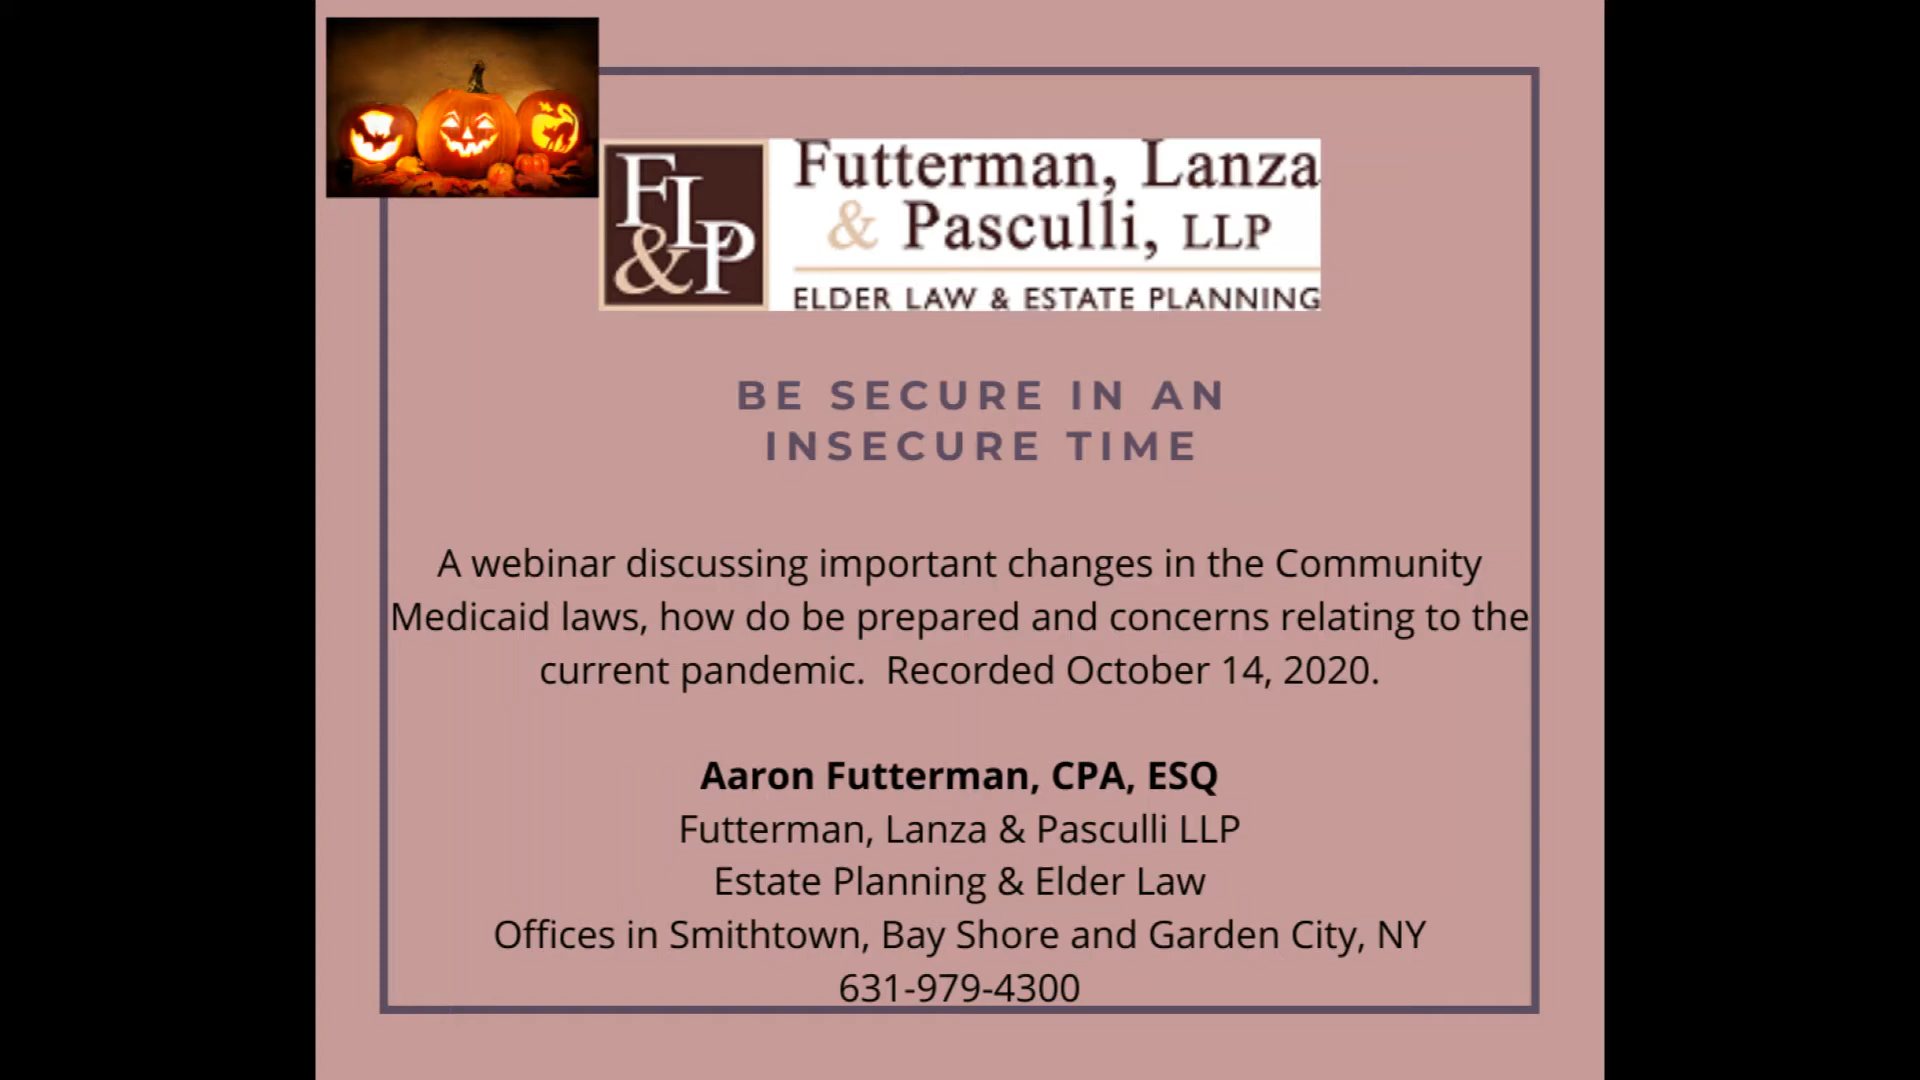 FL&P
Futterman, Lanza
& Pasculli, LLP
ELDER LAW & ESTATE PLANNING
BE SECURE IN AN
INSECURE TIME
A webinar discussing important changes in the Community
Medicaid laws, how do be prepared and concerns relating to the
current pandemic. Recorded October 14, 2020.
Aaron Futterman, CPA, ESQ
Futterman, Lanza & Pasculli LLP
Estate Planning & Elder Law
Offices in Smithtown, Bay Shore and Garden City, NY
631-979-4300